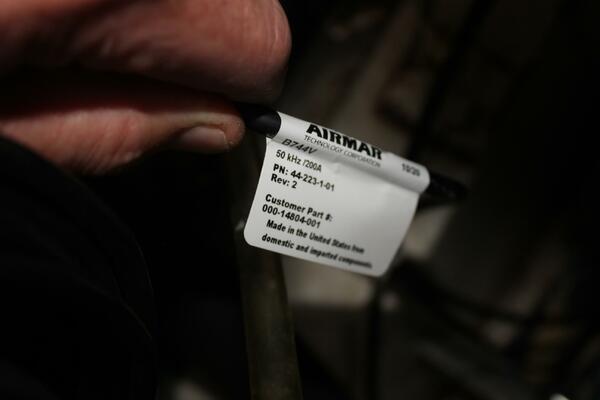 AIRMAR
TECHNOLOGY CORPORATION
B744V
10/20
50 kHz /200A
PN: 44-223-1-01
Rev: 2
Customer Part #:
000-14804-001
Made in the United States from
domestic and imported components.